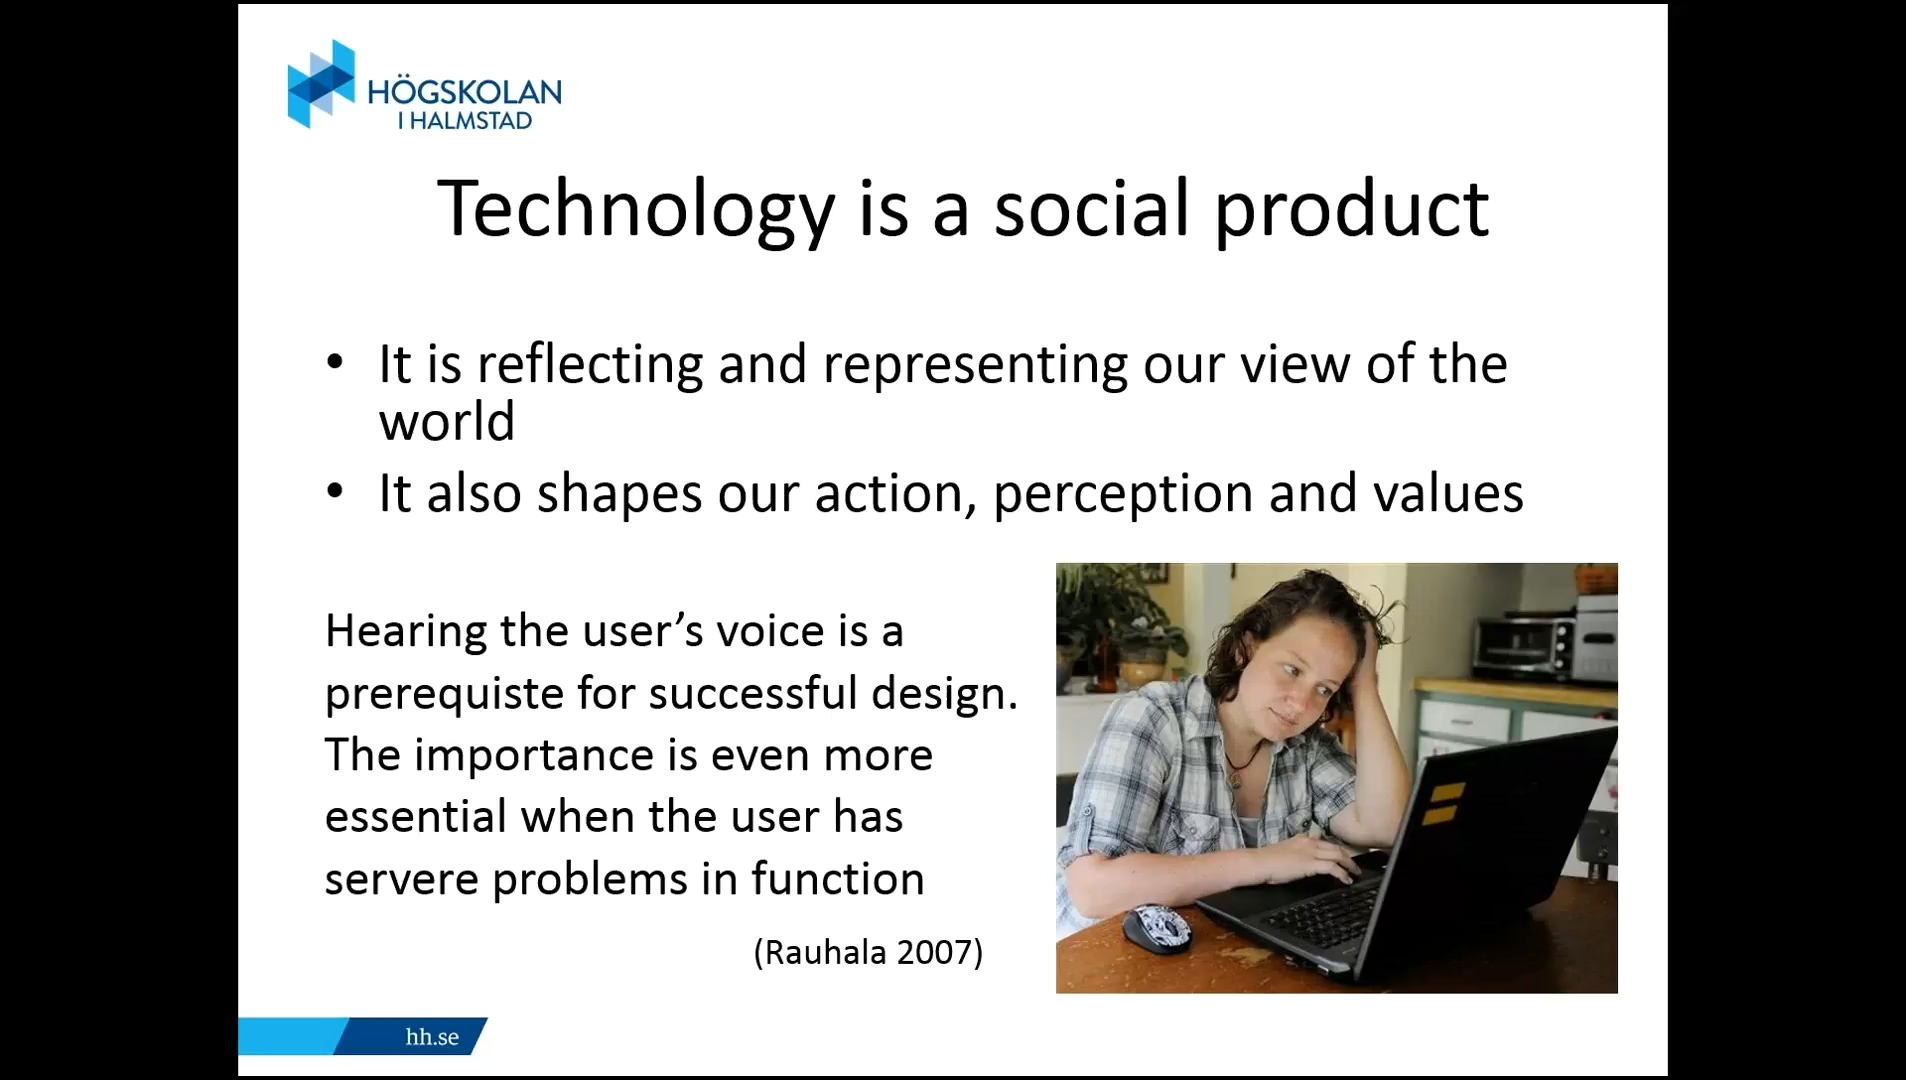 HÖGSKOLAN
I HALMSTAD
Technology is a social product
• It is reflecting and representing our view of the
world
• It also shapes our action, perception and values
Hearing the user’s voice is a
prerequiste for successful design.
The importance is even more
essential when the user has
servere problems in function
(Rauhala 2007)
hh.se